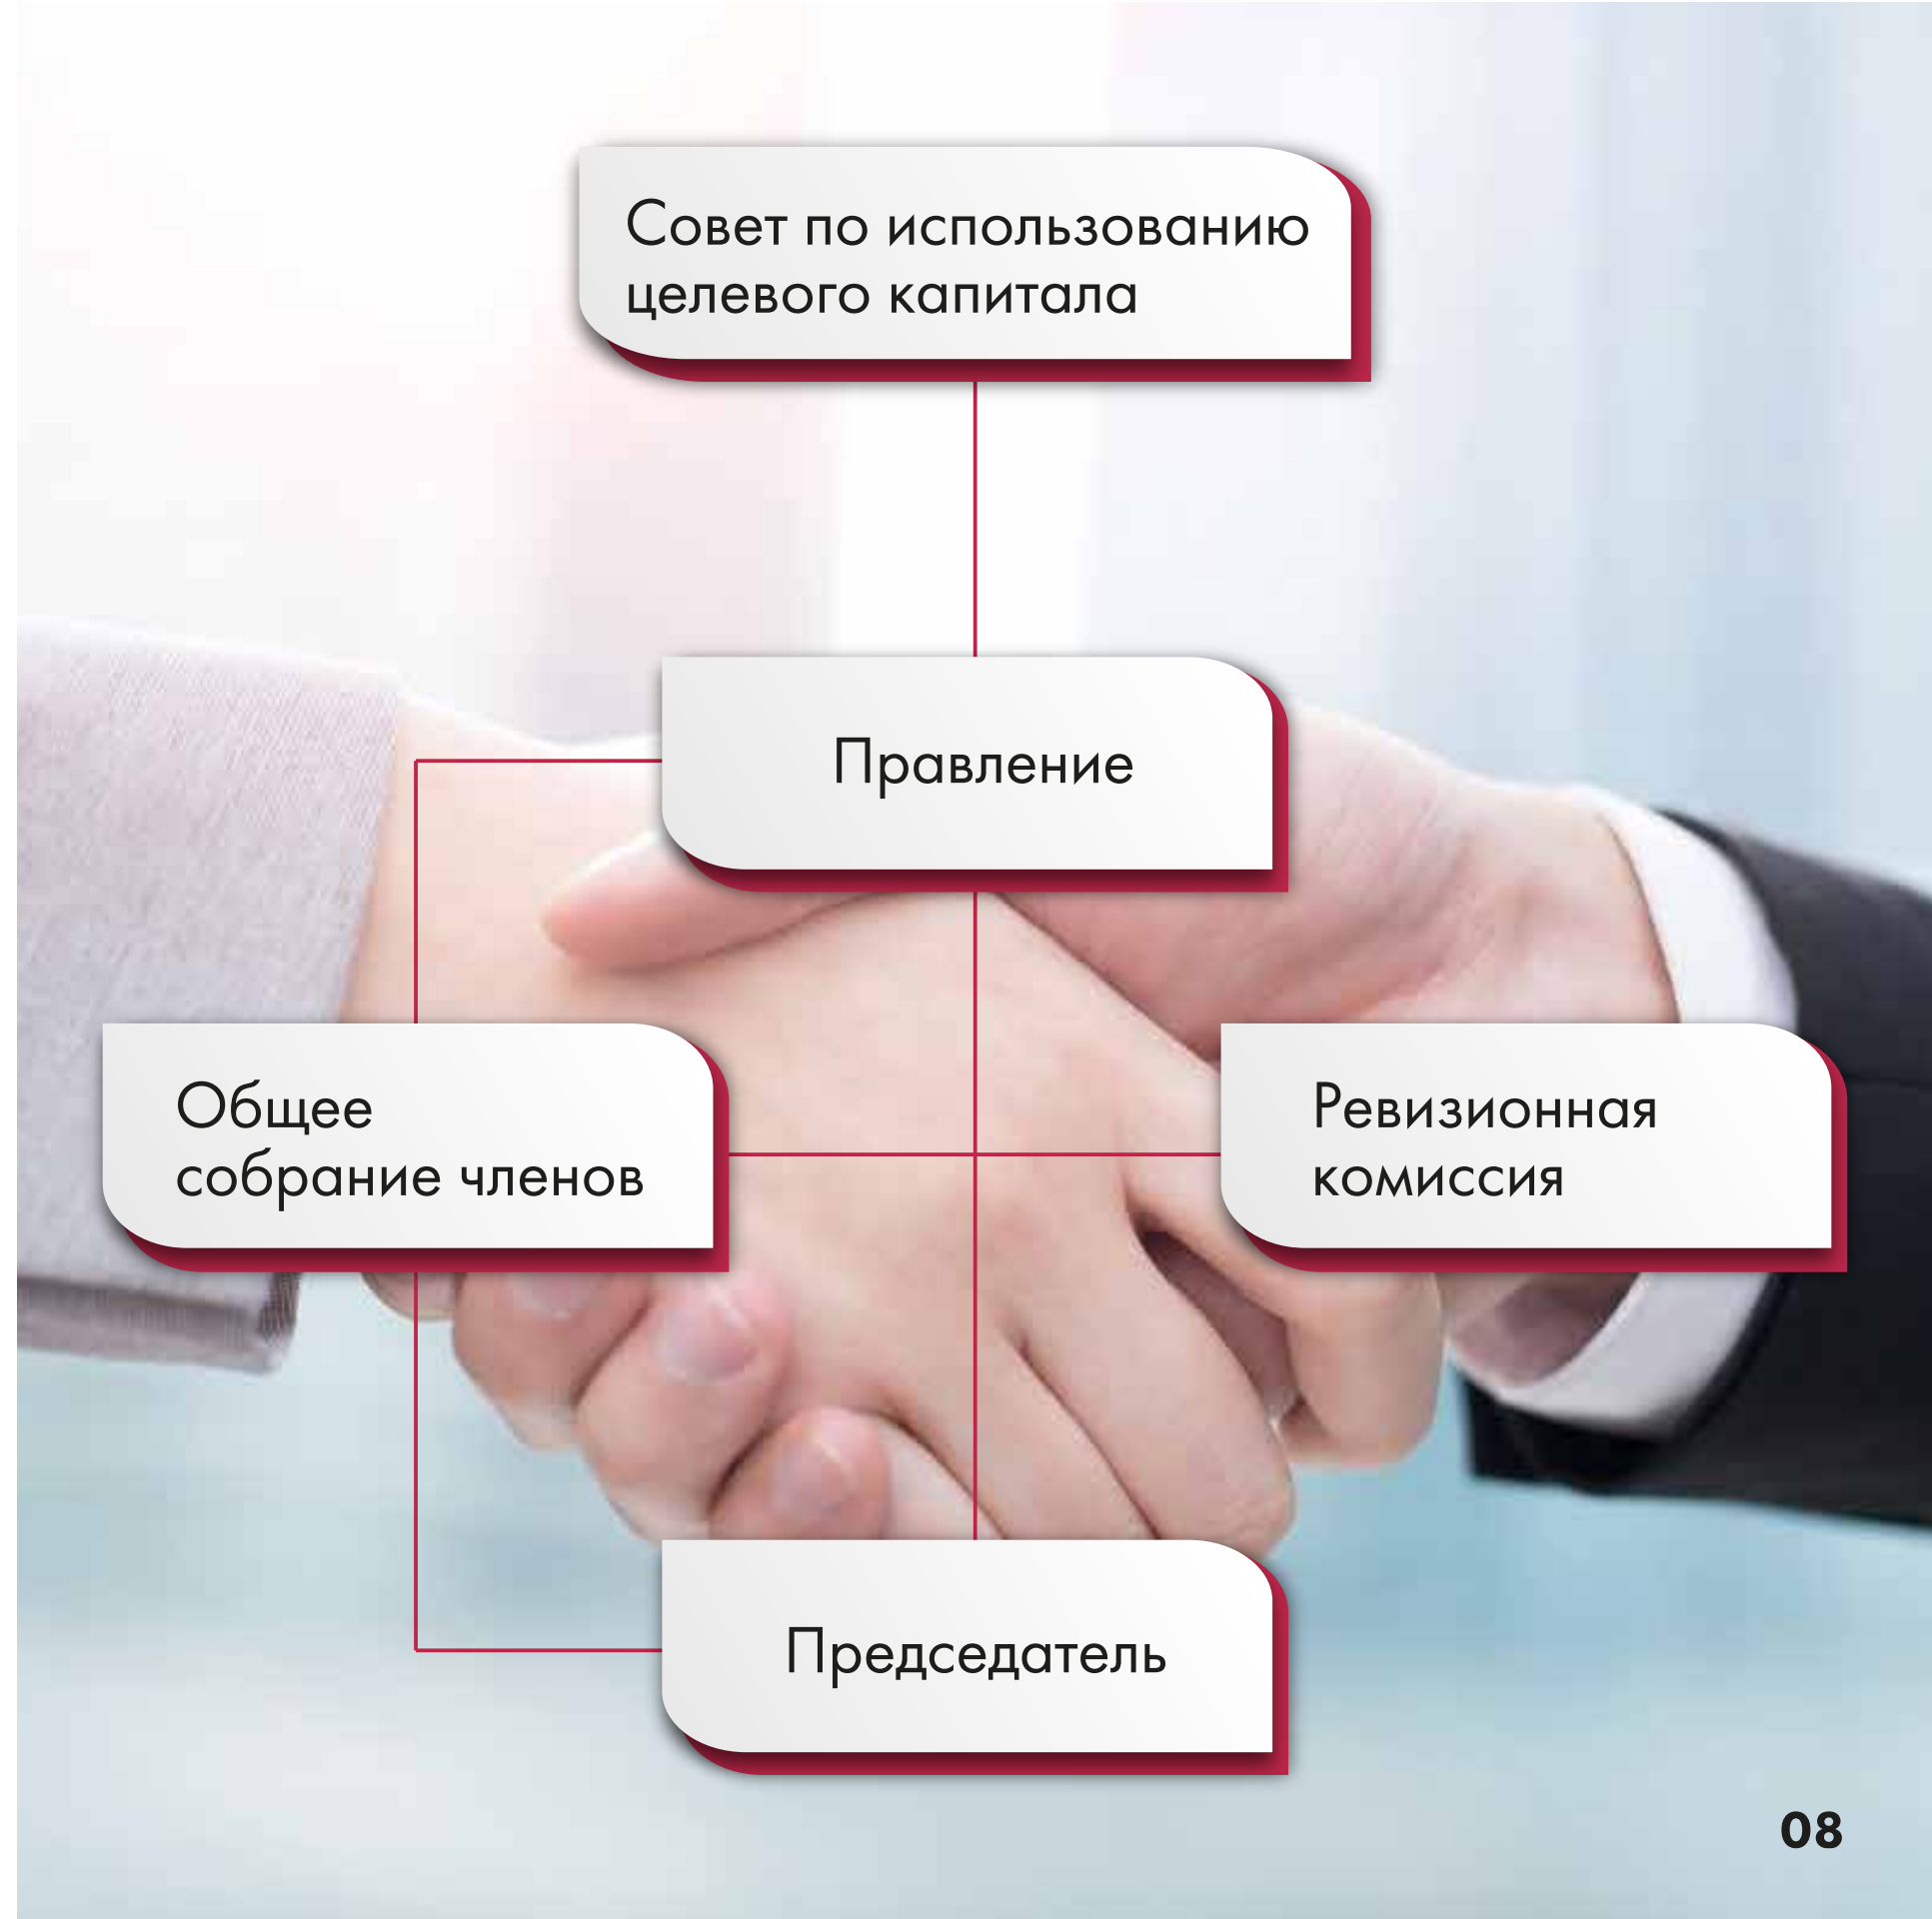 Совет по использованию
целевого капитала
Правление
Общее
собрание членов
Ревизионная
комиссия
Председатель
08